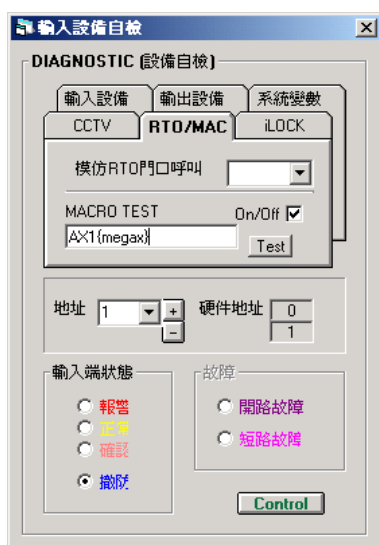 輸入設備自檢
DIAGNOSTIC (設備自檢)
輸入設備 輸出設備 系統變數
CCTV RTO/MAC iLOCK
模仿RTO門口呼叫
MACRO TEST On/Off
AX1{megax}
Test
地址 1 + 硬件地址 0
- 1
輸入端狀態 故障
報警 開路故障
正常 短路故障
確認
撤防
Control